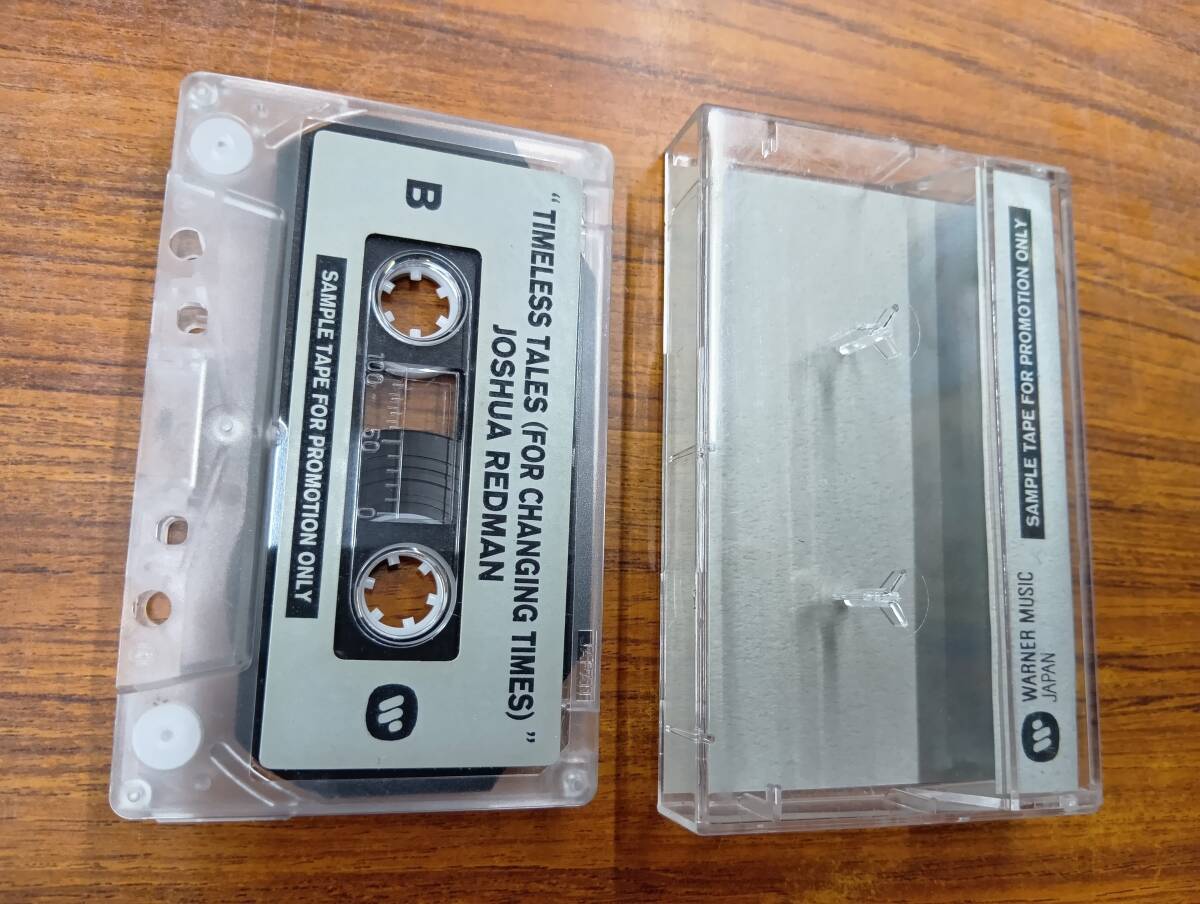 B
"TIMELESS TALES (FOR CHANGING TIMES)"
JOSHUA REDMAN
100
50
0
SAMPLE TAPE FOR PROMOTION ONLY
WARNER MUSIC
JAPAN
SAMPLE TAPE FOR PROMOTION ONLY